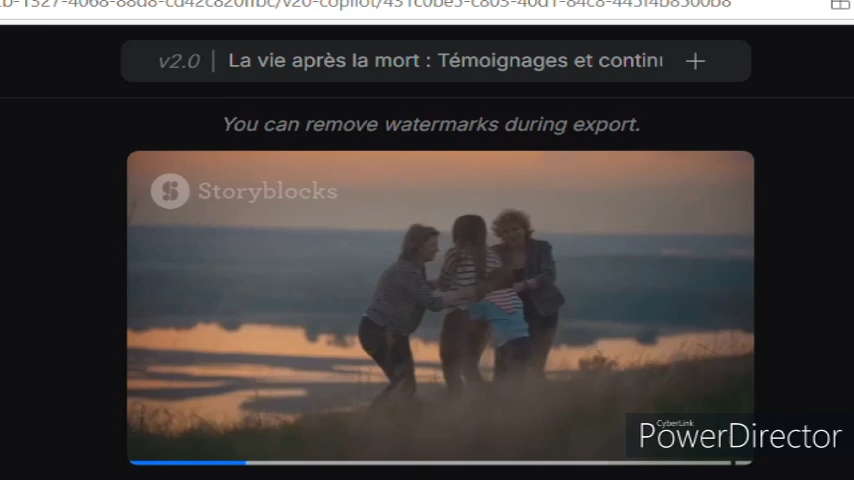 v2.0 | La vie après la mort : Témoignages et contin
You can remove watermarks during export.
Storyblocks
CyberLink
PowerDirector